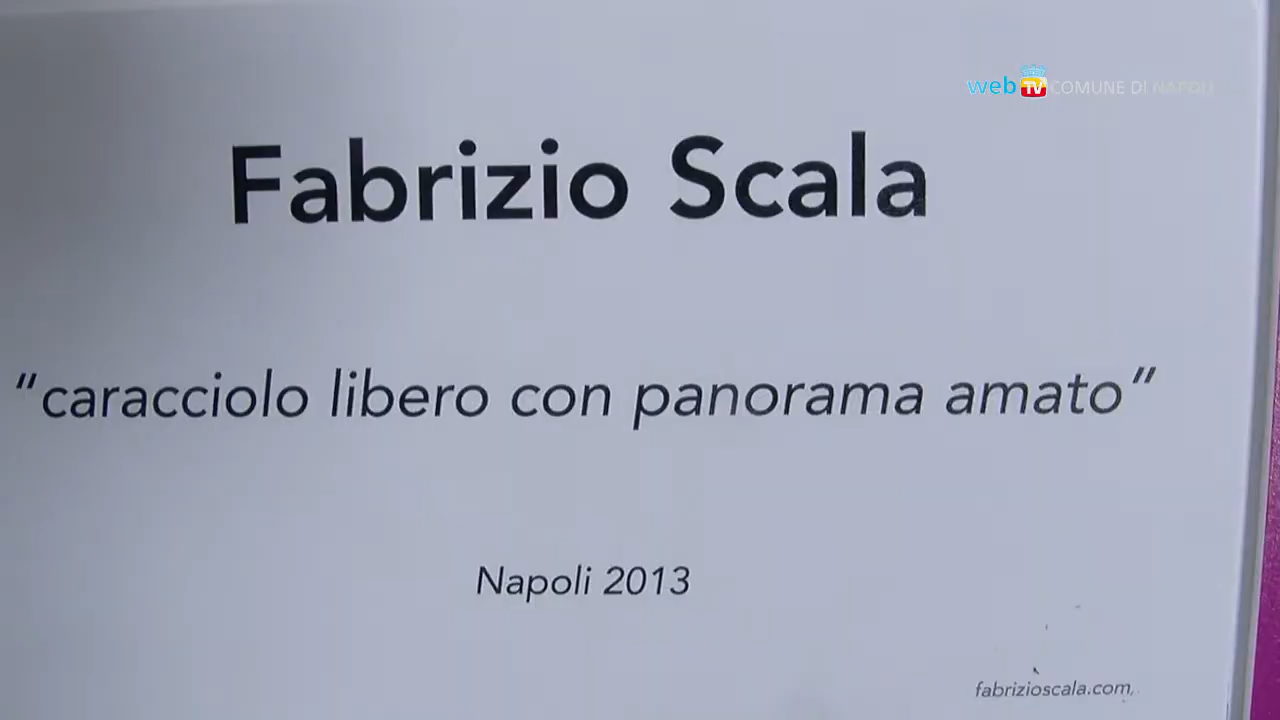 web TV COMUNE DI NAPOLI
Fabrizio Scala
"caracciolo libero con panorama amato"
Napoli 2013
fabrizioscala.com